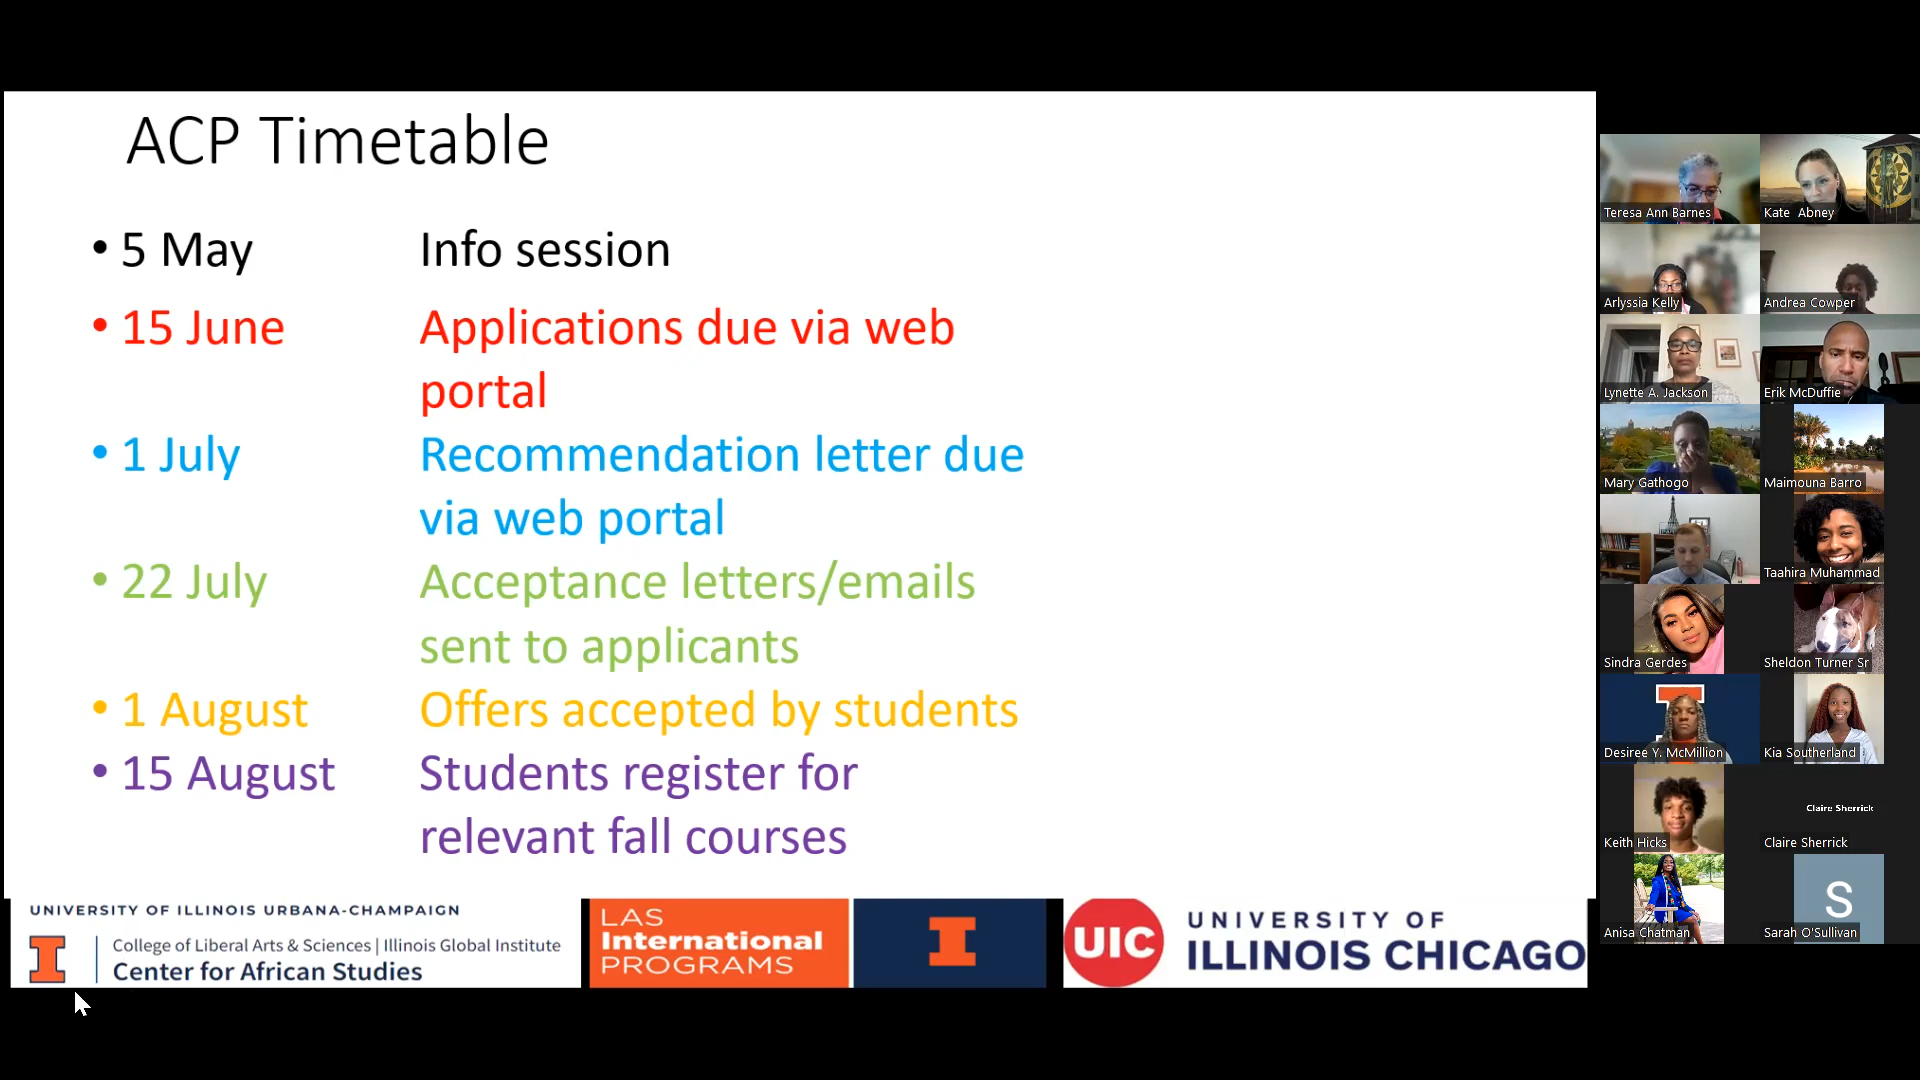 ACP Timetable
• 5 May Info session
• 15 June Applications due via web
portal
• 1 July Recommendation letter due
via web portal
• 22 July Acceptance letters/emails
sent to applicants
• 1 August Offers accepted by students
• 15 August Students register for
relevant fall courses
UNIVERSITY OF ILLINOIS URBANA-CHAMPAIGN
I
College of Liberal Arts & Sciences | Illinois Global Institute
Center for African Studies
LAS
International
PROGRAMS
I
UIC
UNIVERSITY OF
ILLINOIS CHICAGO
Teresa Ann Barnes
Kate Abney
Arlyssia Kelly
Andrea Cowper
Lynette A. Jackson
Erik McDuffie
Mary Gathogo
Maimouna Barro
Taahira Muhammad
Sindra Gerdes
Sheldon Turner Sr
Desiree Y. McMillion
Kia Southerland
Claire Sherrick
Keith Hicks
Claire Sherrick
S
Anisa Chatman
Sarah O'Sullivan